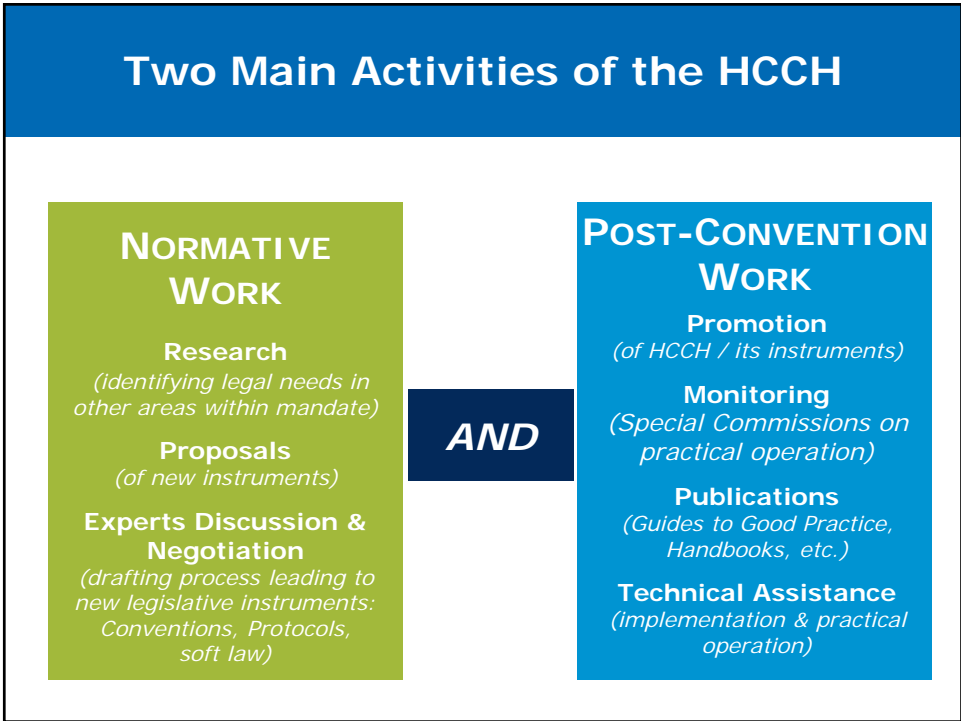 Two Main Activities of the HCCH
NORMATIVE
WORK
Research
(identifying legal needs in
other areas within mandate)
Proposals
(of new instruments)
Experts Discussion &
Negotiation
(drafting process leading to
new legislative instruments:
Conventions, Protocols,
soft law)
AND
POST-CONVENTION
WORK
Promotion
(of HCCH / its instruments)
Monitoring
(Special Commissions on
practical operation)
Publications
(Guides to Good Practice,
Handbooks, etc.)
Technical Assistance
(implementation & practical
operation)